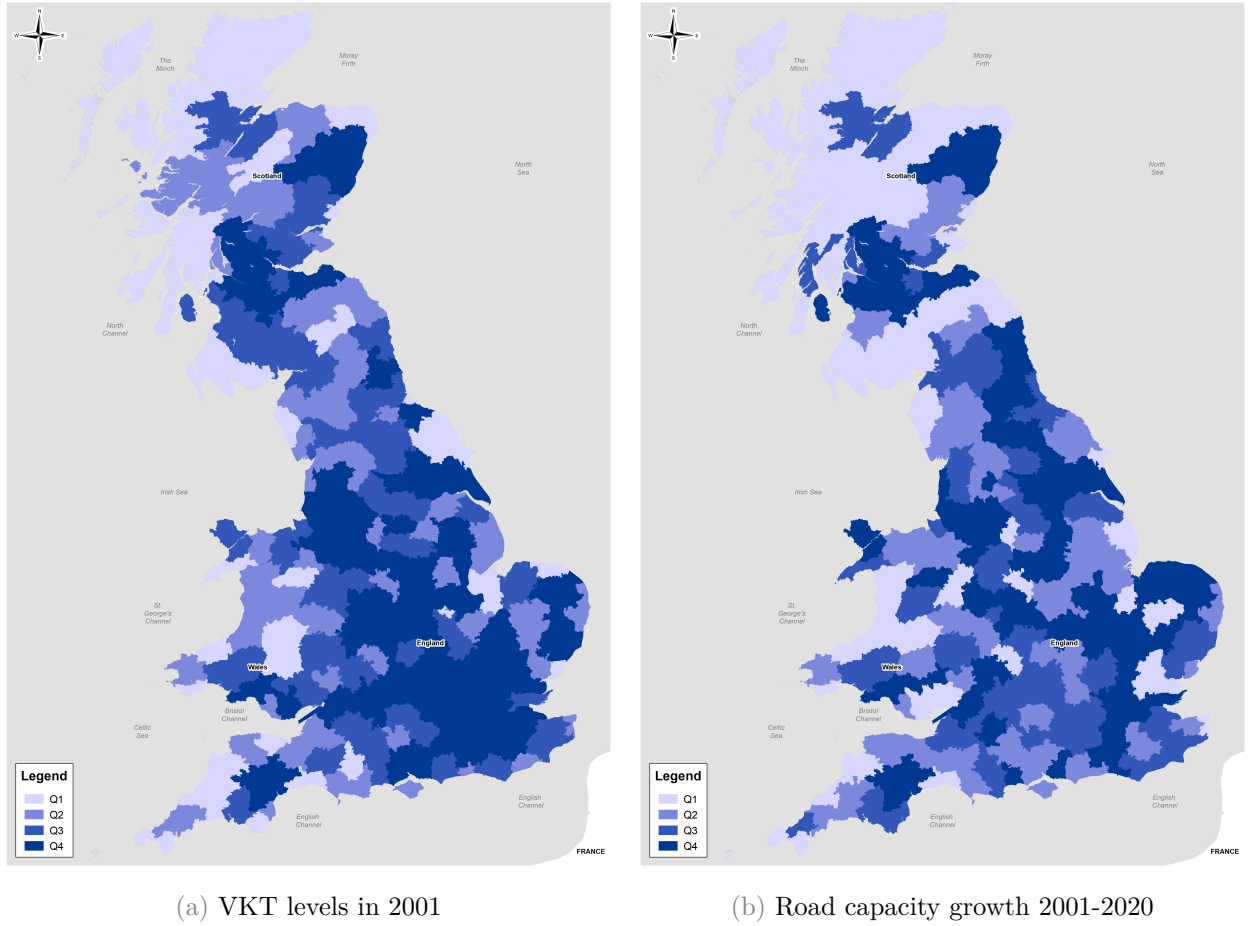 N
W
E
S
The
Minch
Moray
Firth
North
Sea
Scotland
North
Channel
Irish Sea
St.
George's
Channel
England
Wales
Bristol
Channel
Celtic
Sea
English
Channel
English
Channel
FRANCE
Legend
Q1
Q2
Q3
Q4
(a) VKT levels in 2001
N
W
E
S
The
Minch
Moray
Firth
North
Sea
Scotland
North
Channel
Irish Sea
St.
George's
Channel
England
Wales
Bristol
Channel
Celtic
Sea
English
Channel
English
Channel
FRANCE
Legend
Q1
Q2
Q3
Q4
(b) Road capacity growth 2001-2020